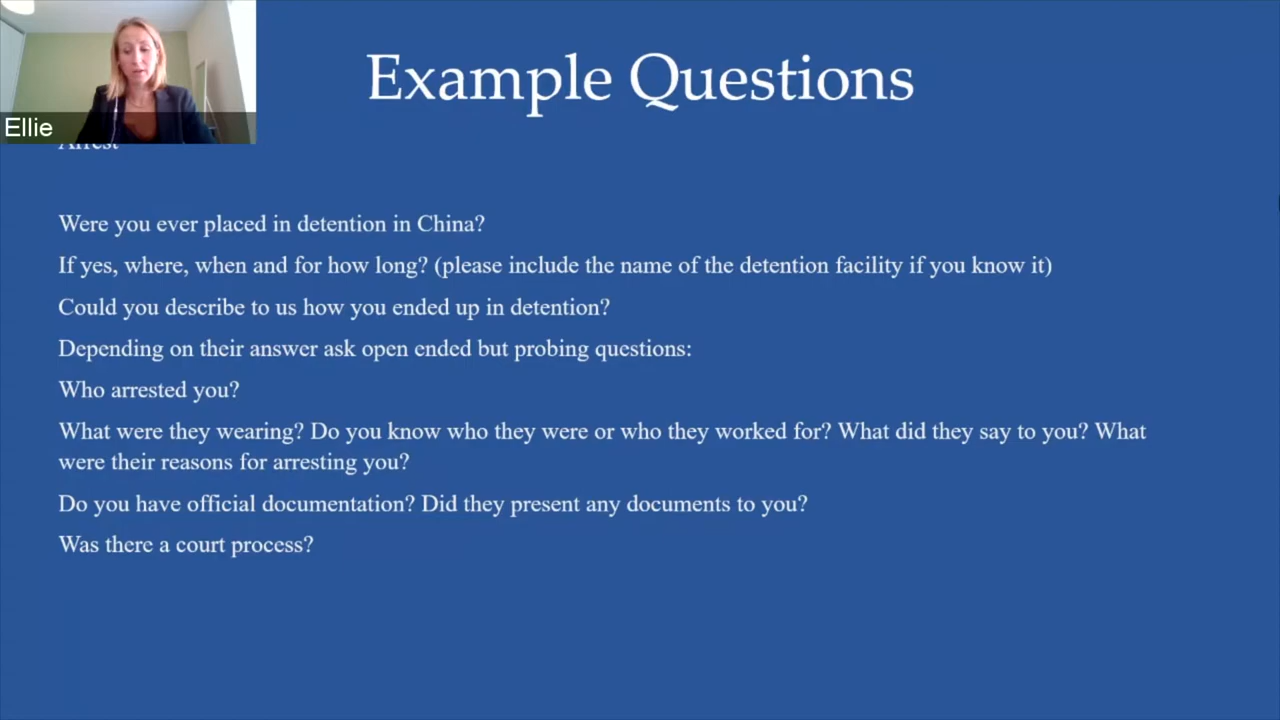 Example Questions
Ellie
Arrest
Were you ever placed in detention in China?
If yes, where, when and for how long? (please include the name of the detention facility if you know it)
Could you describe to us how you ended up in detention?
Depending on their answer ask open ended but probing questions:
Who arrested you?
What were they wearing? Do you know who they were or who they worked for? What did they say to you? What
were their reasons for arresting you?
Do you have official documentation? Did they present any documents to you?
Was there a court process?